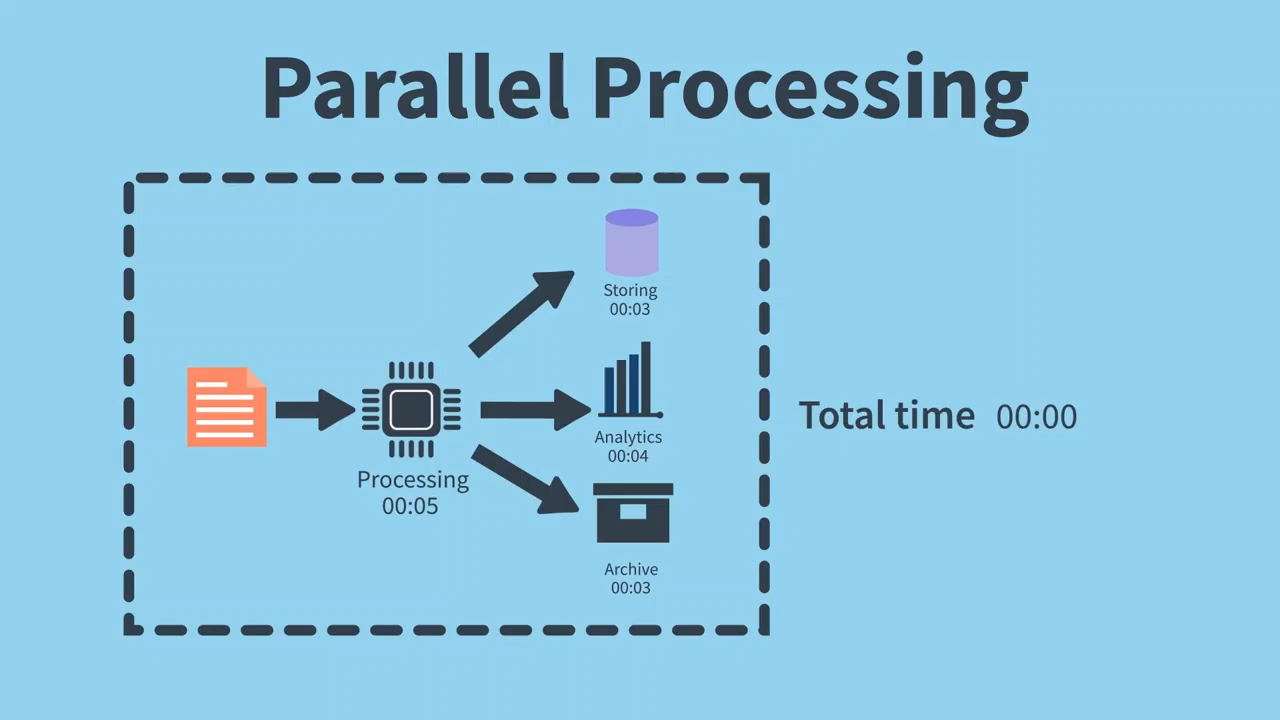 Parallel Processing
Storing
00:03
Analytics
00:04
Processing
00:05
Archive
00:03
Total time 00:00